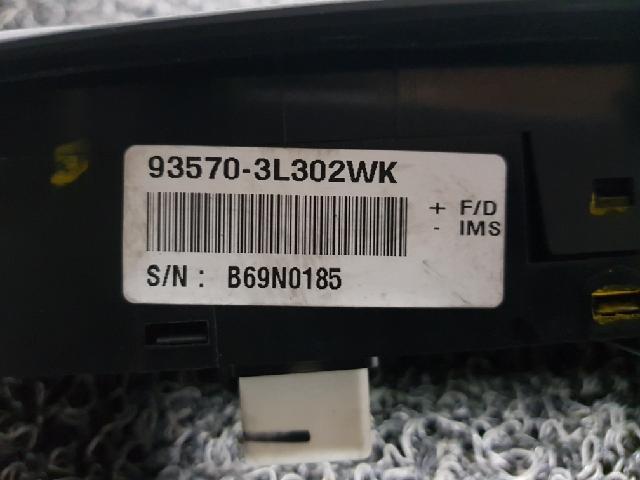 93570-3L302WK
+ F/D
- IMS
S/N : B69N0185